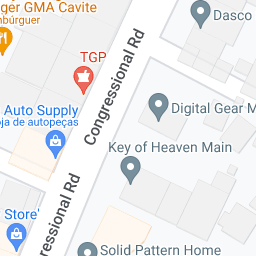 ger GMA Cavite
mbúrguer
Dasco
TGP
Congressional Rd
Digital Gear M
Auto Supply
oja de autopeças
Key of Heaven Main
Store'
gressional Rd
Solid Pattern Home